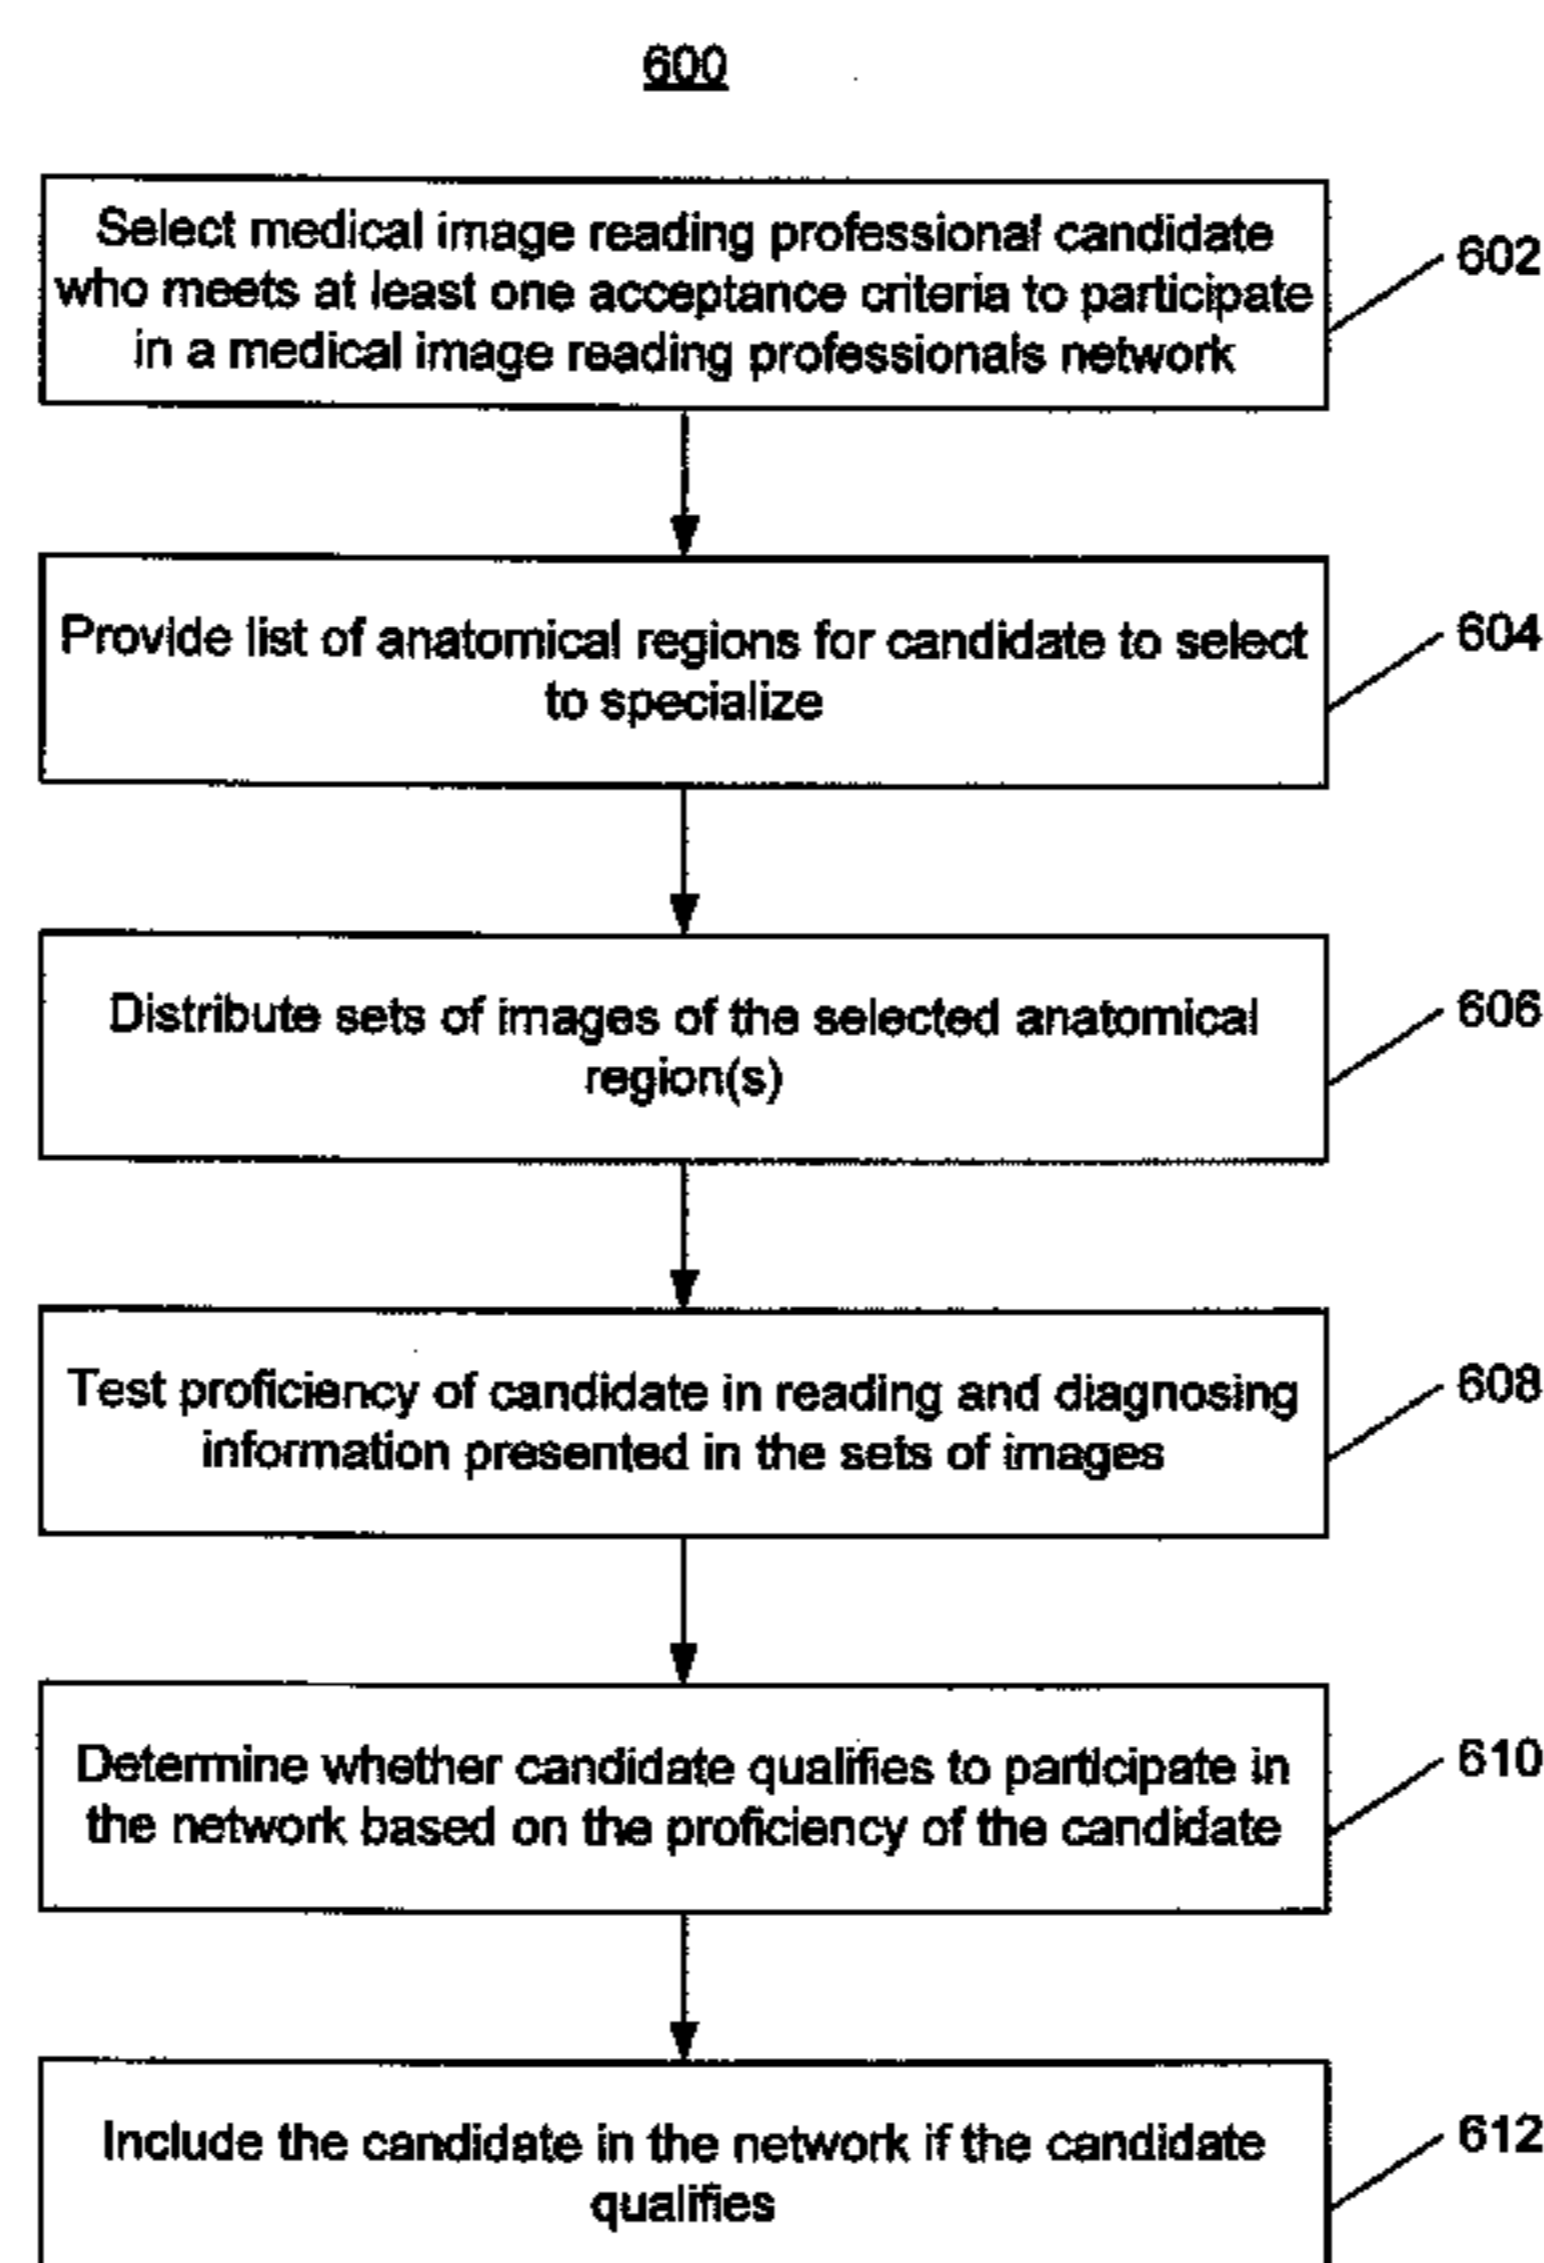 600
Select medical image reading professional candidate
who meets at least one acceptance criteria to participate
in a medical image reading professionals network
602
Provide list of anatomical regions for candidate to select
to specialize
604
Distribute sets of images of the selected anatomical
region(s)
606
Test proficiency of candidate in reading and diagnosing
information presented in the sets of images
608
Determine whether candidate qualifies to participate in
the network based on the proficiency of the candidate
610
Include the candidate in the network if the candidate
qualifies
612